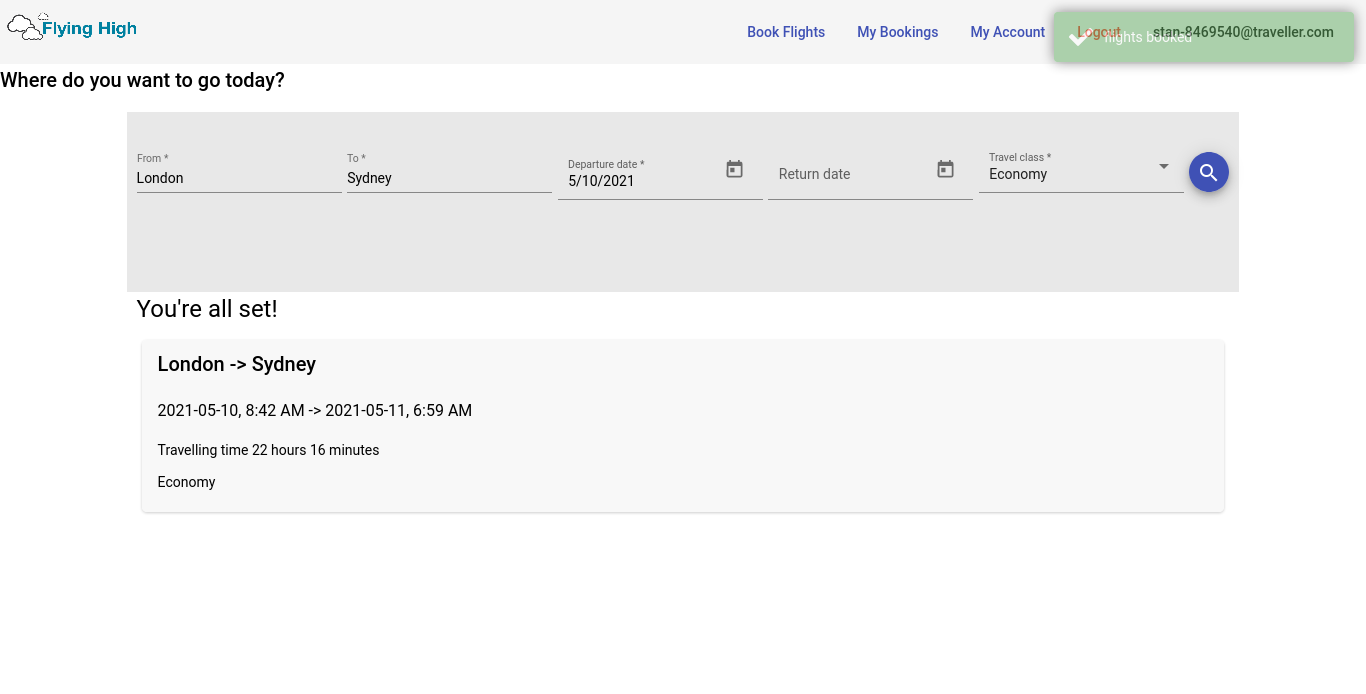 Flying High
Book Flights
My Bookings
My Account
Logout
stan-8469540@traveller.com
flights booked
Where do you want to go today?
From *
London
To *
Sydney
Departure date *
5/10/2021
Return date
Travel class *
Economy
You're all set!
London -> Sydney
2021-05-10, 8:42 AM -> 2021-05-11, 6:59 AM
Travelling time 22 hours 16 minutes
Economy